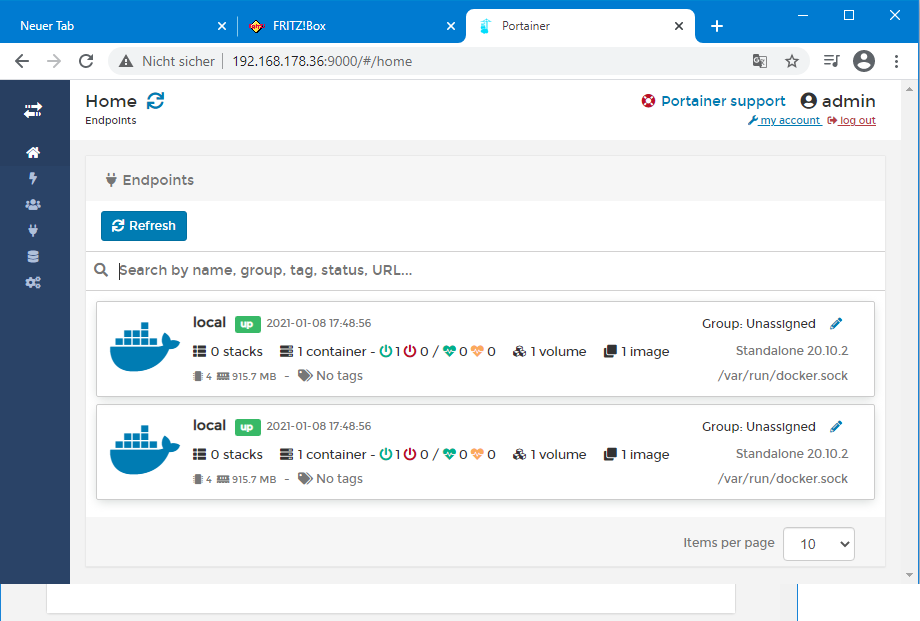 Neuer Tab
FRITZ!Box
Portainer
Nicht sicher 192.168.178.36:9000/#/home
Home
Endpoints
Portainer support admin
my account log out
Endpoints
Refresh
Search by name, group, tag, status, URL...
local up 2021-01-08 17:48:56 Group: Unassigned
0 stacks 1 container - 1 0 / 0 0 1 volume 1 image Standalone 20.10.2
4 915.7 MB - No tags /var/run/docker.sock
local up 2021-01-08 17:48:56 Group: Unassigned
0 stacks 1 container - 1 0 / 0 0 1 volume 1 image Standalone 20.10.2
4 915.7 MB - No tags /var/run/docker.sock
Items per page 10